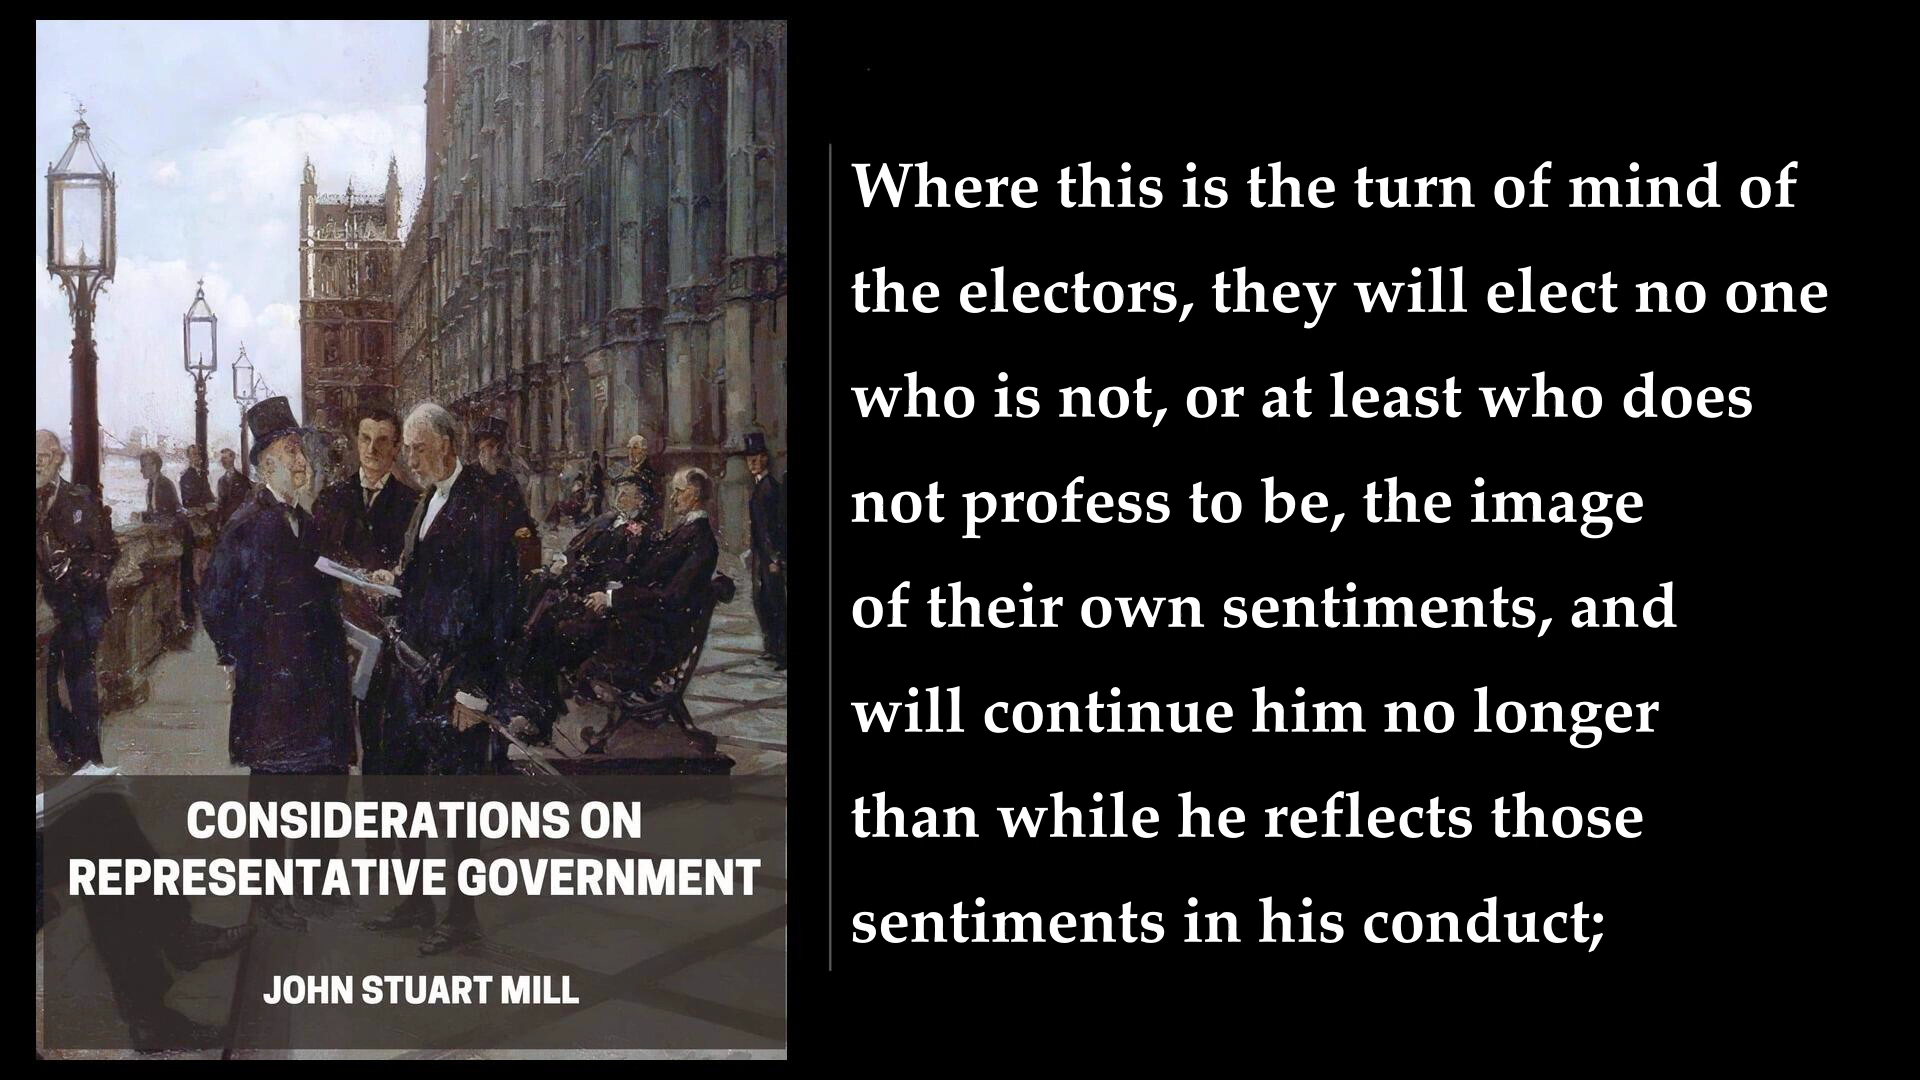 CONSIDERATIONS ON
REPRESENTATIVE GOVERNMENT
JOHN STUART MILL
Where this is the turn of mind of
the electors, they will elect no one
who is not, or at least who does
not profess to be, the image
of their own sentiments, and
will continue him no longer
than while he reflects those
sentiments in his conduct;